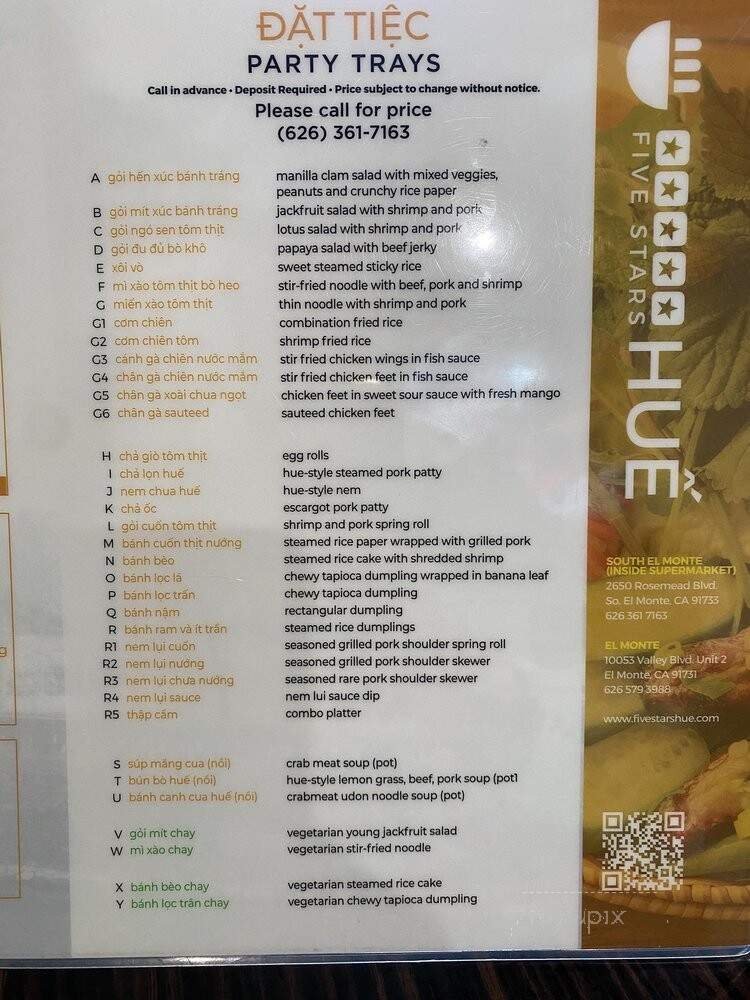 ĐẶT TIỆC
PARTY TRAYS
Call in advance • Deposit Required • Price subject to change without notice.
Please call for price
(626) 361-7163
A gỏi hến xúc bánh tráng manilla clam salad with mixed veggies,
peanuts and crunchy rice paper
B gỏi mít xúc bánh tráng jackfruit salad with shrimp and pork
C gỏi ngó sen tôm thịt lotus salad with shrimp and pork
D gỏi đu đủ bò khô papaya salad with beef jerky
E xôi vò sweet steamed sticky rice
F mì xào tôm thịt bò heo stir-fried noodle with beef, pork and shrimp
G miến xào tôm thịt thin noodle with shrimp and pork
G1 cơm chiên combination fried rice
G2 cơm chiên tôm shrimp fried rice
G3 cánh gà chiên nước mắm stir fried chicken wings in fish sauce
G4 chân gà chiên nước mắm stir fried chicken feet in fish sauce
G5 chân gà xoài chua ngọt chicken feet in sweet sour sauce with fresh mango
G6 chân gà sauteed sauteed chicken feet
H chả giò tôm thịt egg rolls
I chả lọn huế hue-style steamed pork patty
J nem chua huế hue-style nem
K chả ốc escargot pork patty
L gỏi cuốn tôm thịt shrimp and pork spring roll
M bánh cuốn thịt nướng steamed rice paper wrapped with grilled pork
N bánh bèo steamed rice cake with shredded shrimp
O bánh lọc lá chewy tapioca dumpling wrapped in banana leaf
P bánh lọc trần chewy tapioca dumpling
Q bánh nậm rectangular dumpling
R bánh ram và ít trần steamed rice dumplings
R1 nem lụi cuốn seasoned grilled pork shoulder spring roll
R2 nem lụi nướng seasoned grilled pork shoulder skewer
R3 nem lụi chưa nướng seasoned rare pork shoulder skewer
R4 nem lụi sauce nem lui sauce dip
R5 thập cẩm combo platter
S súp măng cua (nồi) crab meat soup (pot)
T bún bò huế (nồi) hue-style lemon grass, beef, pork soup (pot)
U bánh canh cua huế (nồi) crabmeat udon noodle soup (pot)
V gỏi mít chay vegetarian young jackfruit salad
W mì xào chay vegetarian stir-fried noodle
X bánh bèo chay vegetarian steamed rice cake
Y bánh lọc trần chay vegetarian chewy tapioca dumpling
FIVE STARS
HUẾ
SOUTH EL MONTE
(INSIDE SUPERMARKET)
2650 Rosemead Blvd.
So. El Monte, CA 91733
626 361 7163
EL MONTE
10053 Valley Blvd. Unit 2
El Monte, CA 91731
626 579 3988
www.fivestarshue.com